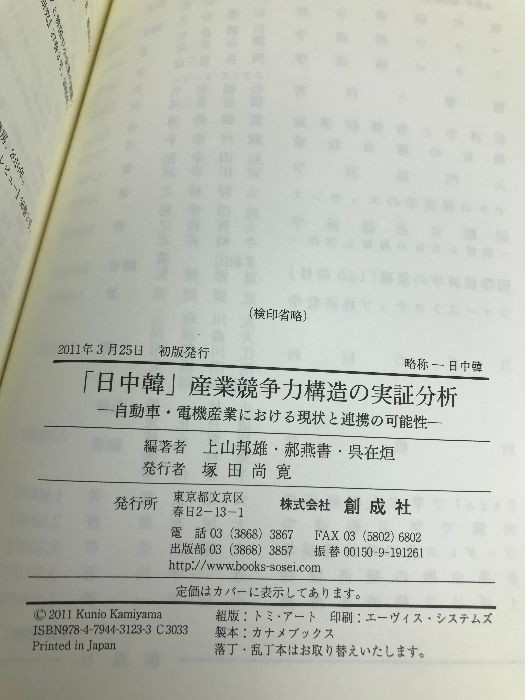 (検印省略)
2011年3月25日 初版発行 略称一日中韓
「日中韓」産業競争力構造の実証分析
―自動車・電機産業における現状と連携の可能性―
編著者 上山邦雄・郝燕書・呉在烜
発行者 塚田尚寛
発行所 東京都文京区 株式会社 創成社
春日2-13-1
電 話 03 (3868) 3867 FAX 03 (5802) 6802
出版部 03 (3868) 3857 振替 00150-9-191261
http://www.books-sosei.com
定価はカバーに表示してあります。
©2011 Kunio Kamiyama 組版:トミ・アート 印刷:エーヴィス・システムズ
ISBN978-4-7944-3123-3 C3033 製本:カナメブックス
Printed in Japan 落丁・乱丁本はお取り替えいたします。